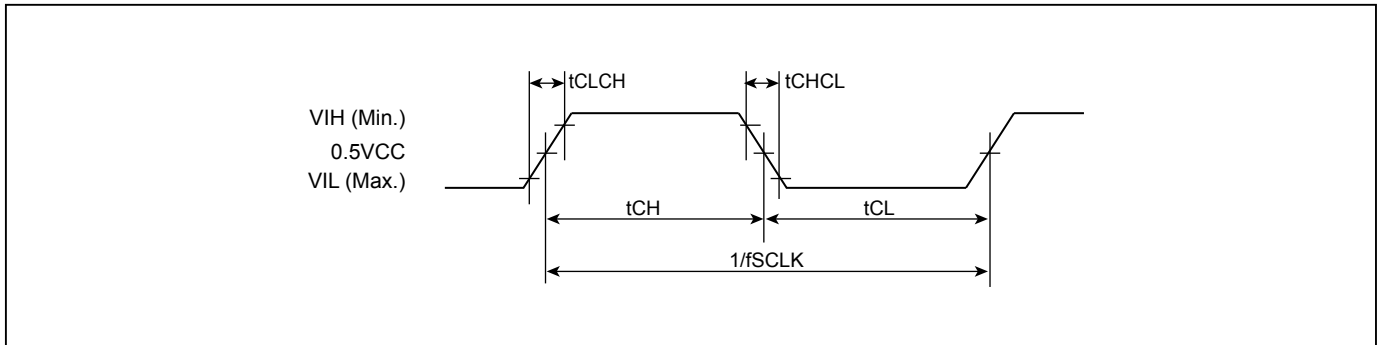 tCLCH
tCHCL
VIH (Min.)
0.5VCC
VIL (Max.)
tCH
tCL
1/fSCLK